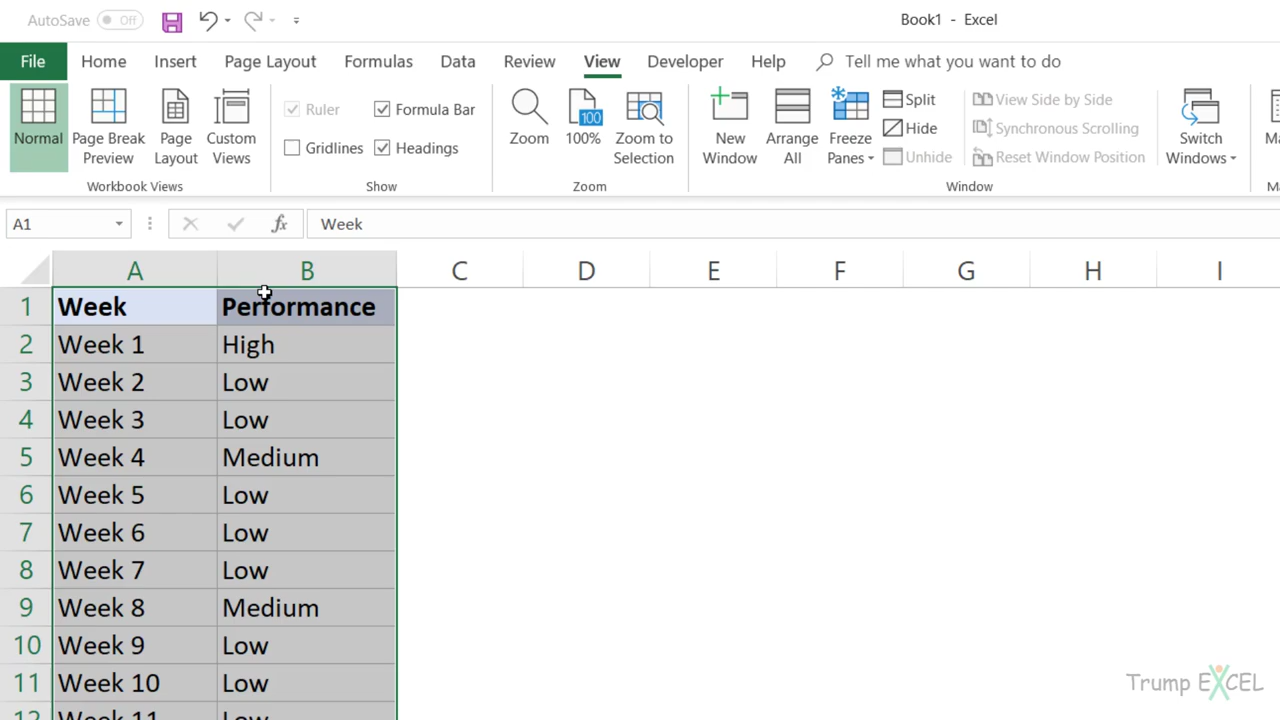 AutoSave Off Book1 - Excel
File Home Insert Page Layout Formulas Data Review View Developer Help Tell me what you want to do
Normal Page Break Preview Page Layout Custom Views
Workbook Views
Ruler Formula Bar
Gridlines Headings
Show
Zoom 100 100% Zoom to Selection
Zoom
New Window Arrange All Freeze Panes
Split
Hide
Unhide
View Side by Side
Synchronous Scrolling
Reset Window Position
Switch Windows
Window
A1 fx Week
A B C D E F G H I
1 Week Performance
2 Week 1 High
3 Week 2 Low
4 Week 3 Low
5 Week 4 Medium
6 Week 5 Low
7 Week 6 Low
8 Week 7 Low
9 Week 8 Medium
10 Week 9 Low
11 Week 10 Low
12 Week 11 Low
Trump EXCEL